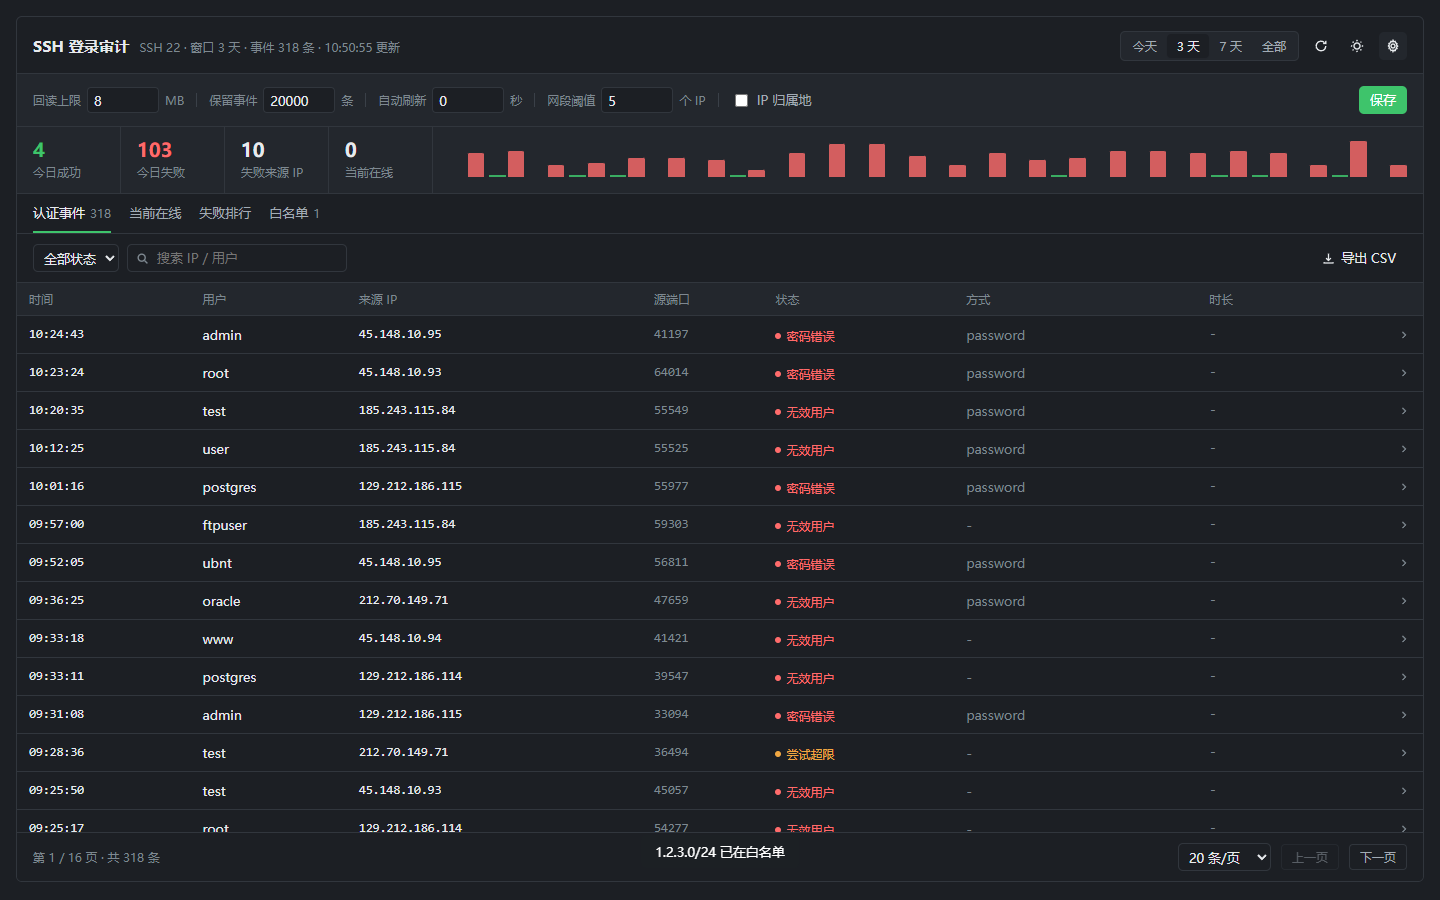 SSH 登录审计 SSH 22 · 窗口 3 天 · 事件 318 条 · 10:50:55 更新 今天 3 天 7 天 全部
回读上限 8 MB 保留事件 20000 条 自动刷新 0 秒 网段阈值 5 个 IP IP 归属地 保存
4 103 10 0
今日成功 今日失败 失败来源 IP 当前在线
认证事件 318 当前在线 失败排行 白名单 1
全部状态 搜索 IP / 用户 导出 CSV
时间 用户 来源 IP 源端口 状态 方式 时长
10:24:43 admin 45.148.10.95 41197 密码错误 password -
10:23:24 root 45.148.10.93 64014 密码错误 password -
10:20:35 test 185.243.115.84 55549 无效用户 password -
10:12:25 user 185.243.115.84 55525 无效用户 password -
10:01:16 postgres 129.212.186.115 55977 密码错误 password -
09:57:00 ftpuser 185.243.115.84 59303 无效用户 - -
09:52:05 ubnt 45.148.10.95 56811 密码错误 password -
09:36:25 oracle 212.70.149.71 47659 无效用户 password -
09:33:18 www 45.148.10.94 41421 无效用户 - -
09:33:11 postgres 129.212.186.114 39547 无效用户 - -
09:31:08 admin 129.212.186.115 33094 密码错误 password -
09:28:36 test 212.70.149.71 36494 尝试超限 - -
09:25:50 test 45.148.10.93 45057 无效用户 - -
09:25:17 root 129.212.186.114 54277 无效用户 - -
第 1 / 16 页 · 共 318 条 1.2.3.0/24 已在白名单 20 条/页 上一页 下一页